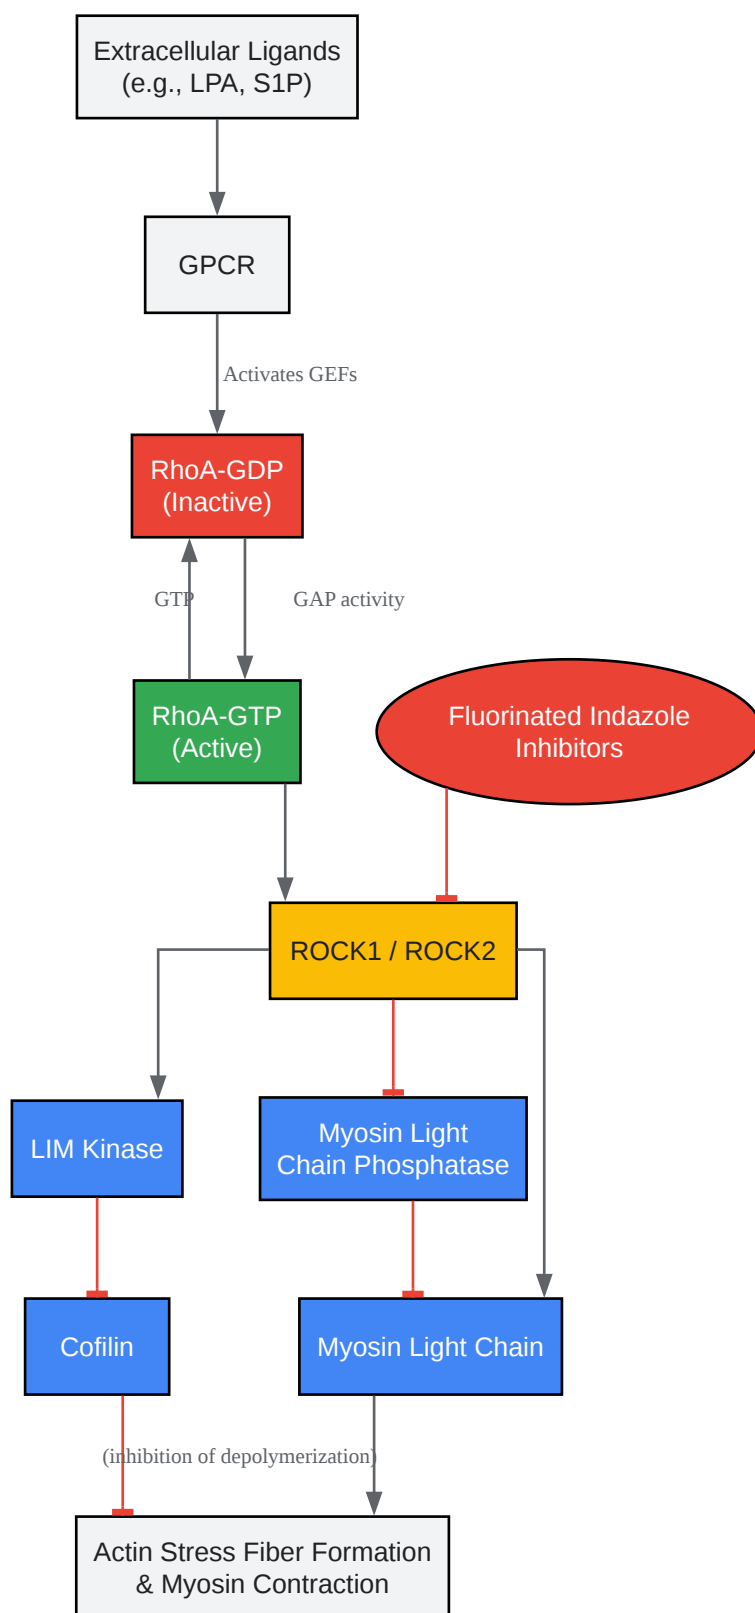 Extracellular Ligands
(e.g., LPA, S1P)
GPCR
Activates GEFs
RhoA-GDP
(Inactive)
GTP
GAP activity
RhoA-GTP
(Active)
Fluorinated Indazole
Inhibitors
ROCK1 / ROCK2
LIM Kinase
Myosin Light
Chain Phosphatase
Cofilin
Myosin Light Chain
(inhibition of depolymerization)
Actin Stress Fiber Formation
& Myosin Contraction